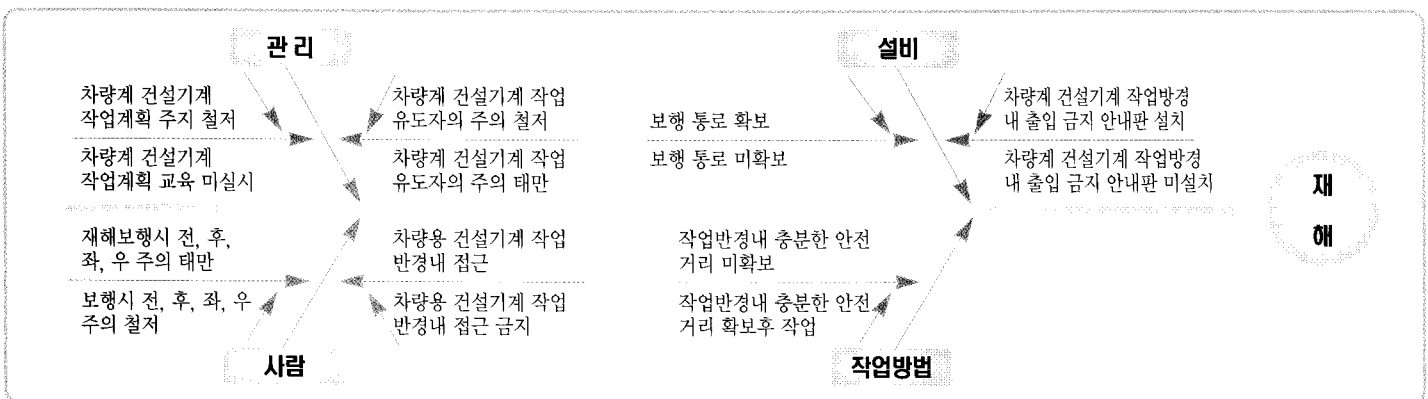 관 리
차량계 건설기계
작업계획 주지 철저
차량계 건설기계
작업계획 교육 미실시
차량계 건설기계 작업
유도자의 주의 철저
차량계 건설기계 작업
유도자의 주의 태만
설비
보행 통로 확보
보행 통로 미확보
차량계 건설기계 작업방경
내 출입 금지 안내판 설치
차량계 건설기계 작업방경
내 출입 금지 안내판 미설치
재해보행시 전, 후,
좌, 우 주의 태만
보행시 전, 후, 좌, 우
주의 철저
차량용 건설기계 작업
반경내 접근
차량용 건설기계 작업
반경내 접근 금지
사람
작업반경내 충분한 안전
거리 미확보
작업반경내 충분한 안전
거리 확보후 작업
작업방법
재
해